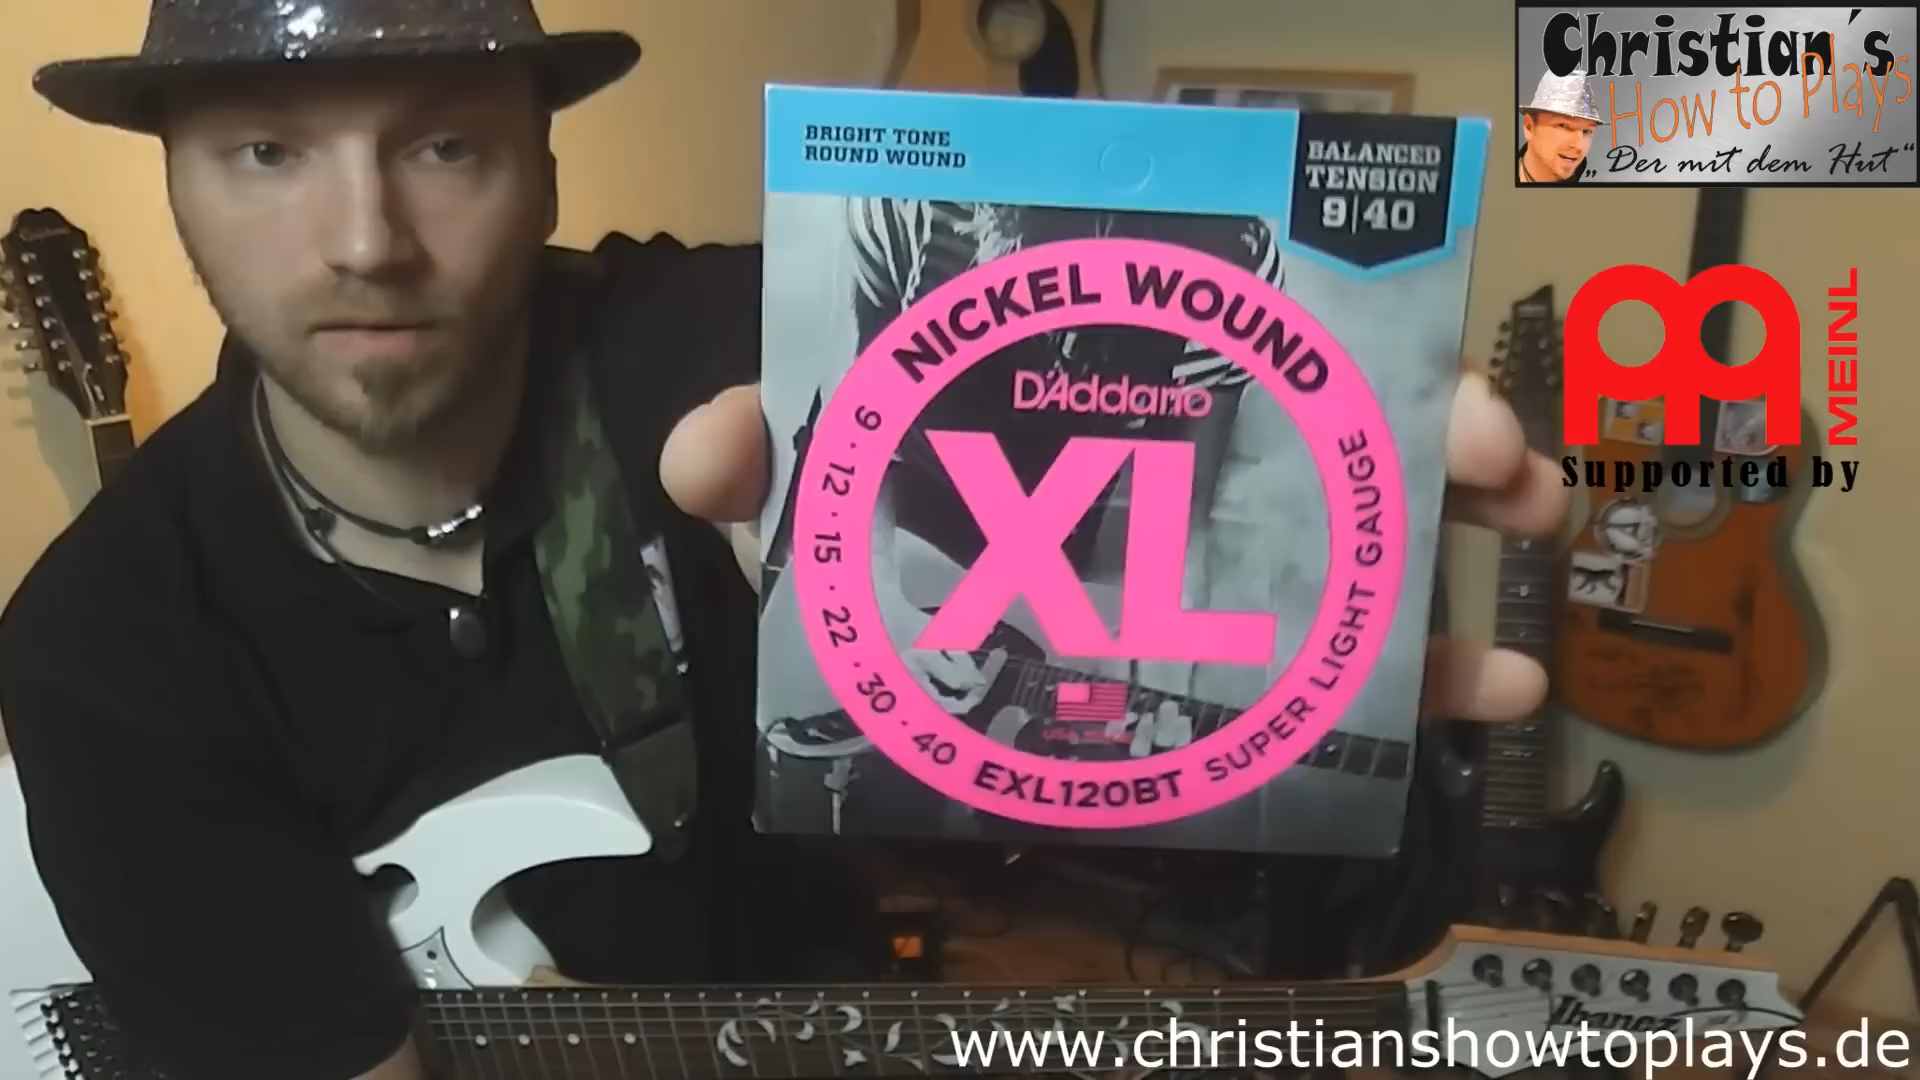 Christian´s
How to Plays
„Der mit dem Hut“
BRIGHT TONE
ROUND WOUND
BALANCED
TENSION
9|40
NICKEL WOUND
D'Addario
XL
9 · 12 · 15 · 22 · 30 · 40
EXL120BT
SUPER LIGHT GAUGE
MEINL
Supported by
Ibanez
www.christianshowtoplays.de